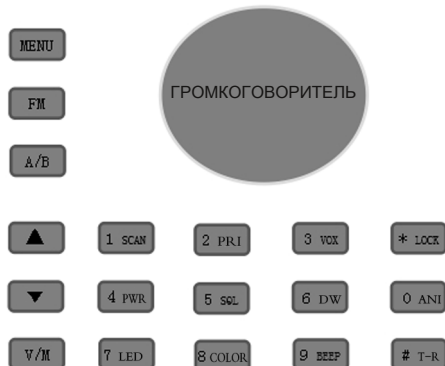 MENU
ГРОМКОГОВОРИТЕЛЬ
FM
A/B
▲ 1 SCAN 2 PRI 3 VOX * LOCK
▼ 4 PWR 5 SQL 6 DW 0 ANI
V/M 7 LED 8 COLOR 9 BEEP # T-R